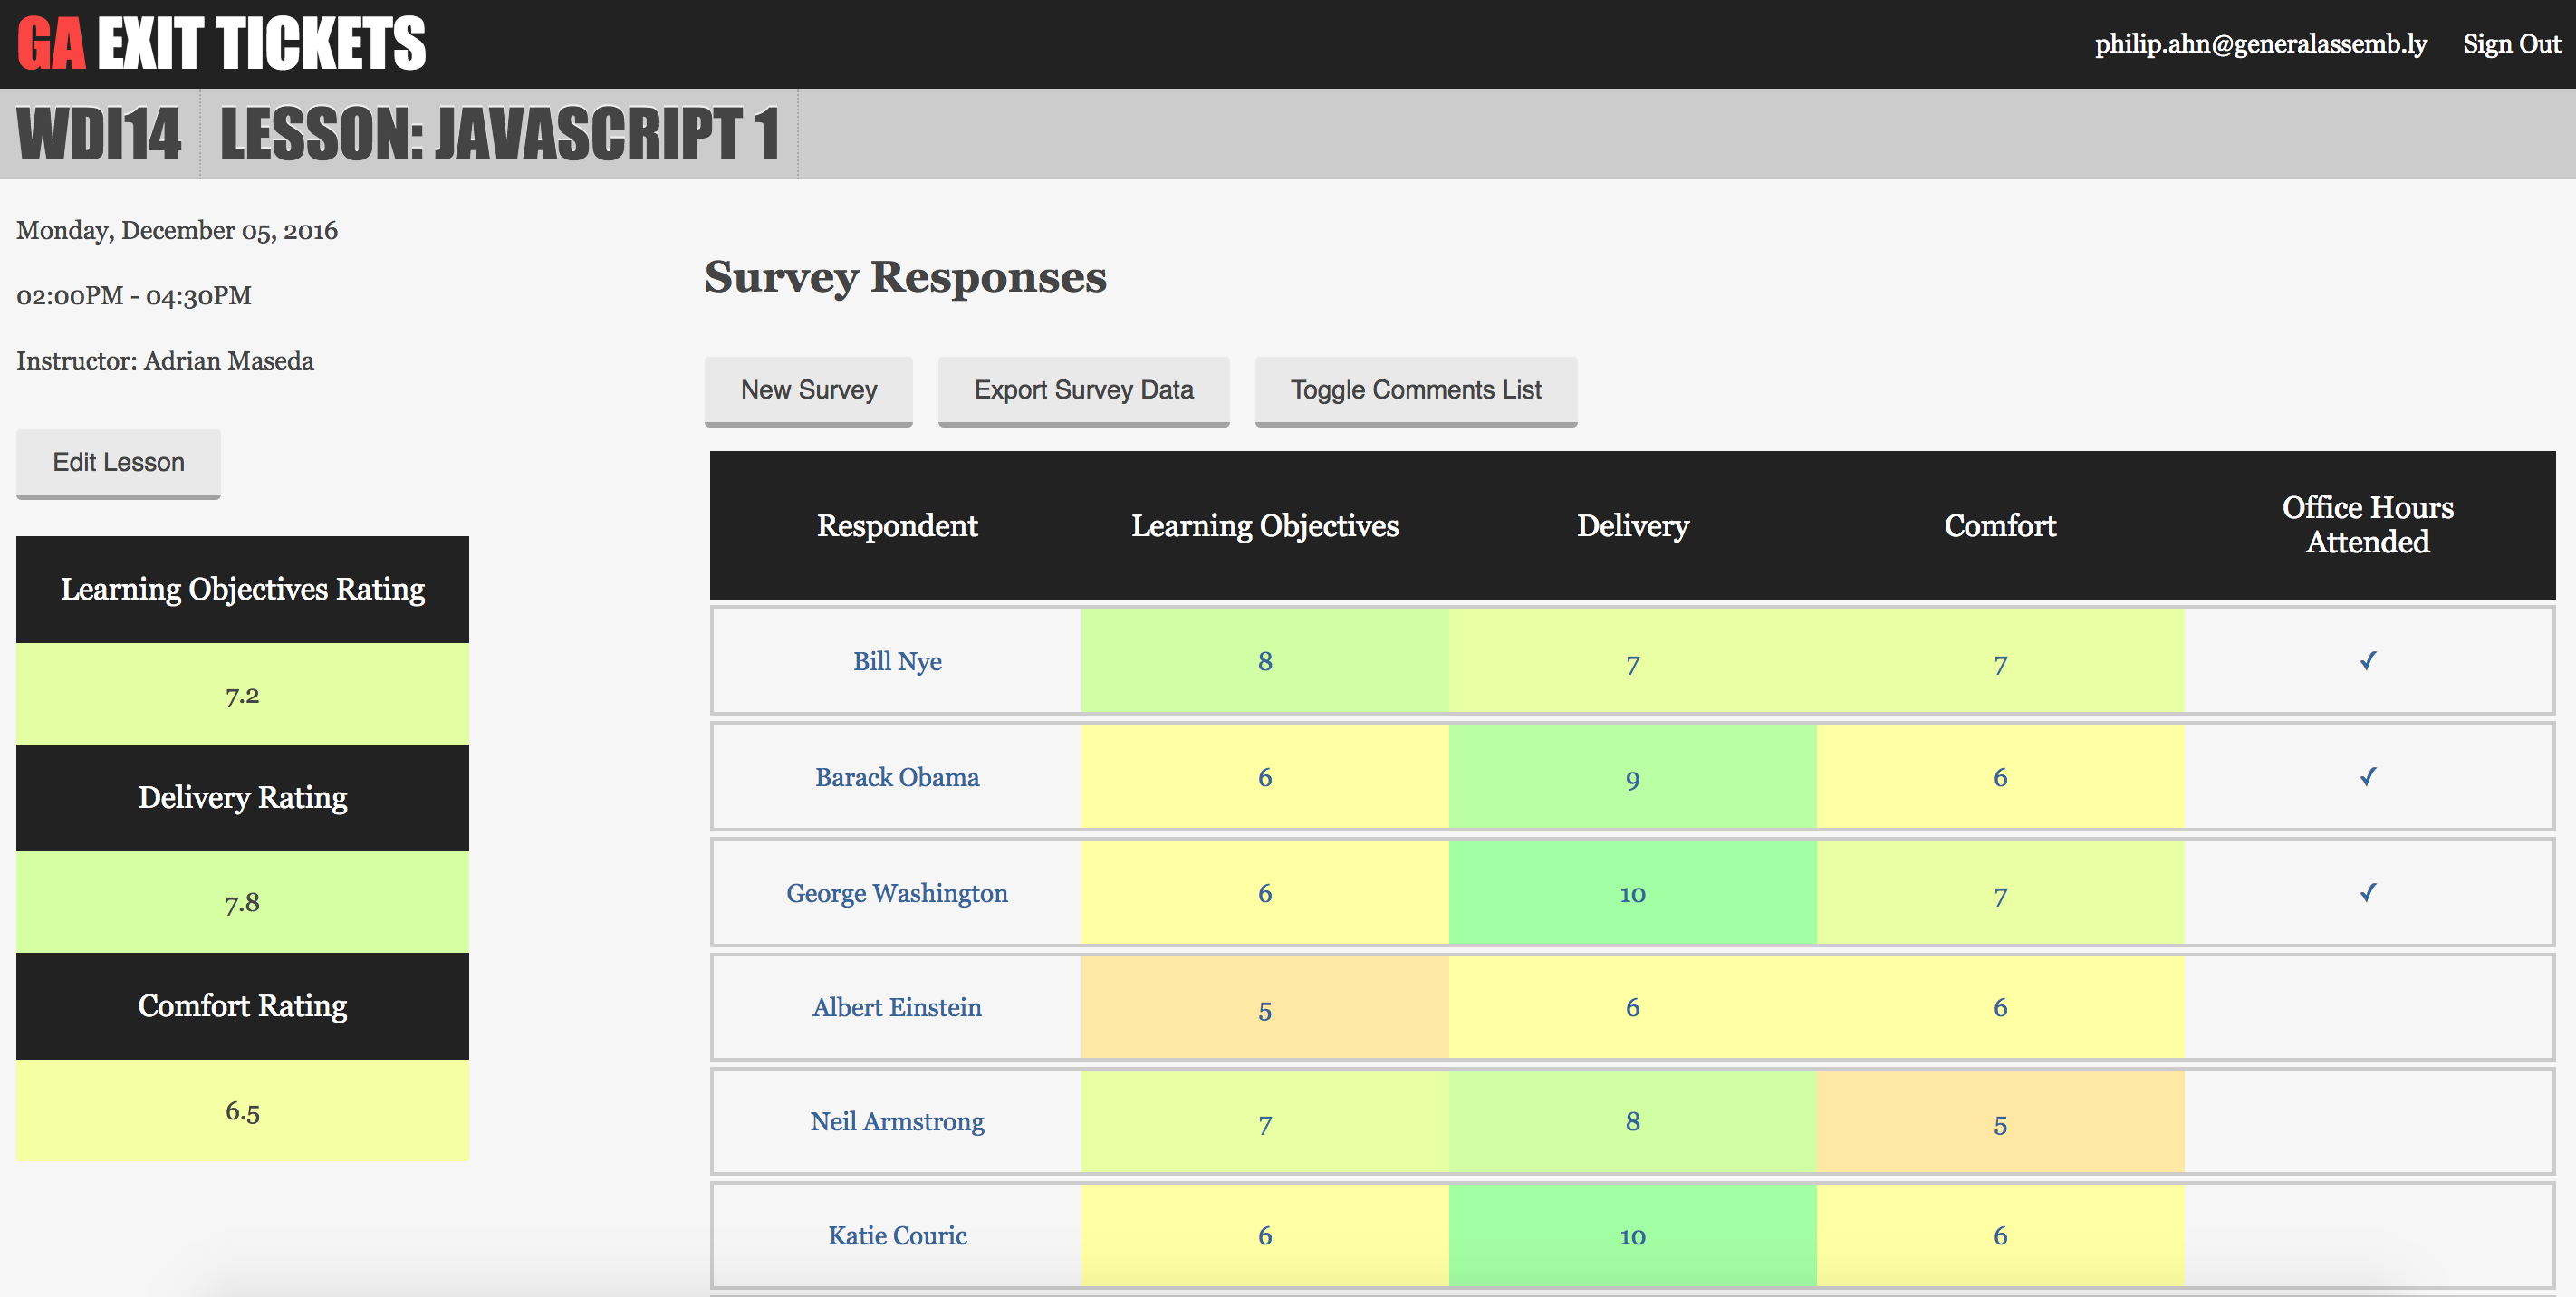 GA EXIT TICKETS
philip.ahn@generalassemb.ly Sign Out
WDI14 LESSON: JAVASCRIPT 1
Monday, December 05, 2016
02:00PM - 04:30PM
Instructor: Adrian Maseda
Edit Lesson
Learning Objectives Rating
7.2
Delivery Rating
7.8
Comfort Rating
6.5
Survey Responses
New Survey Export Survey Data Toggle Comments List
Respondent Learning Objectives Delivery Comfort Office Hours Attended
Bill Nye 8 7 7 ✓
Barack Obama 6 9 6 ✓
George Washington 6 10 7 ✓
Albert Einstein 5 6 6
Neil Armstrong 7 8 5
Katie Couric 6 10 6